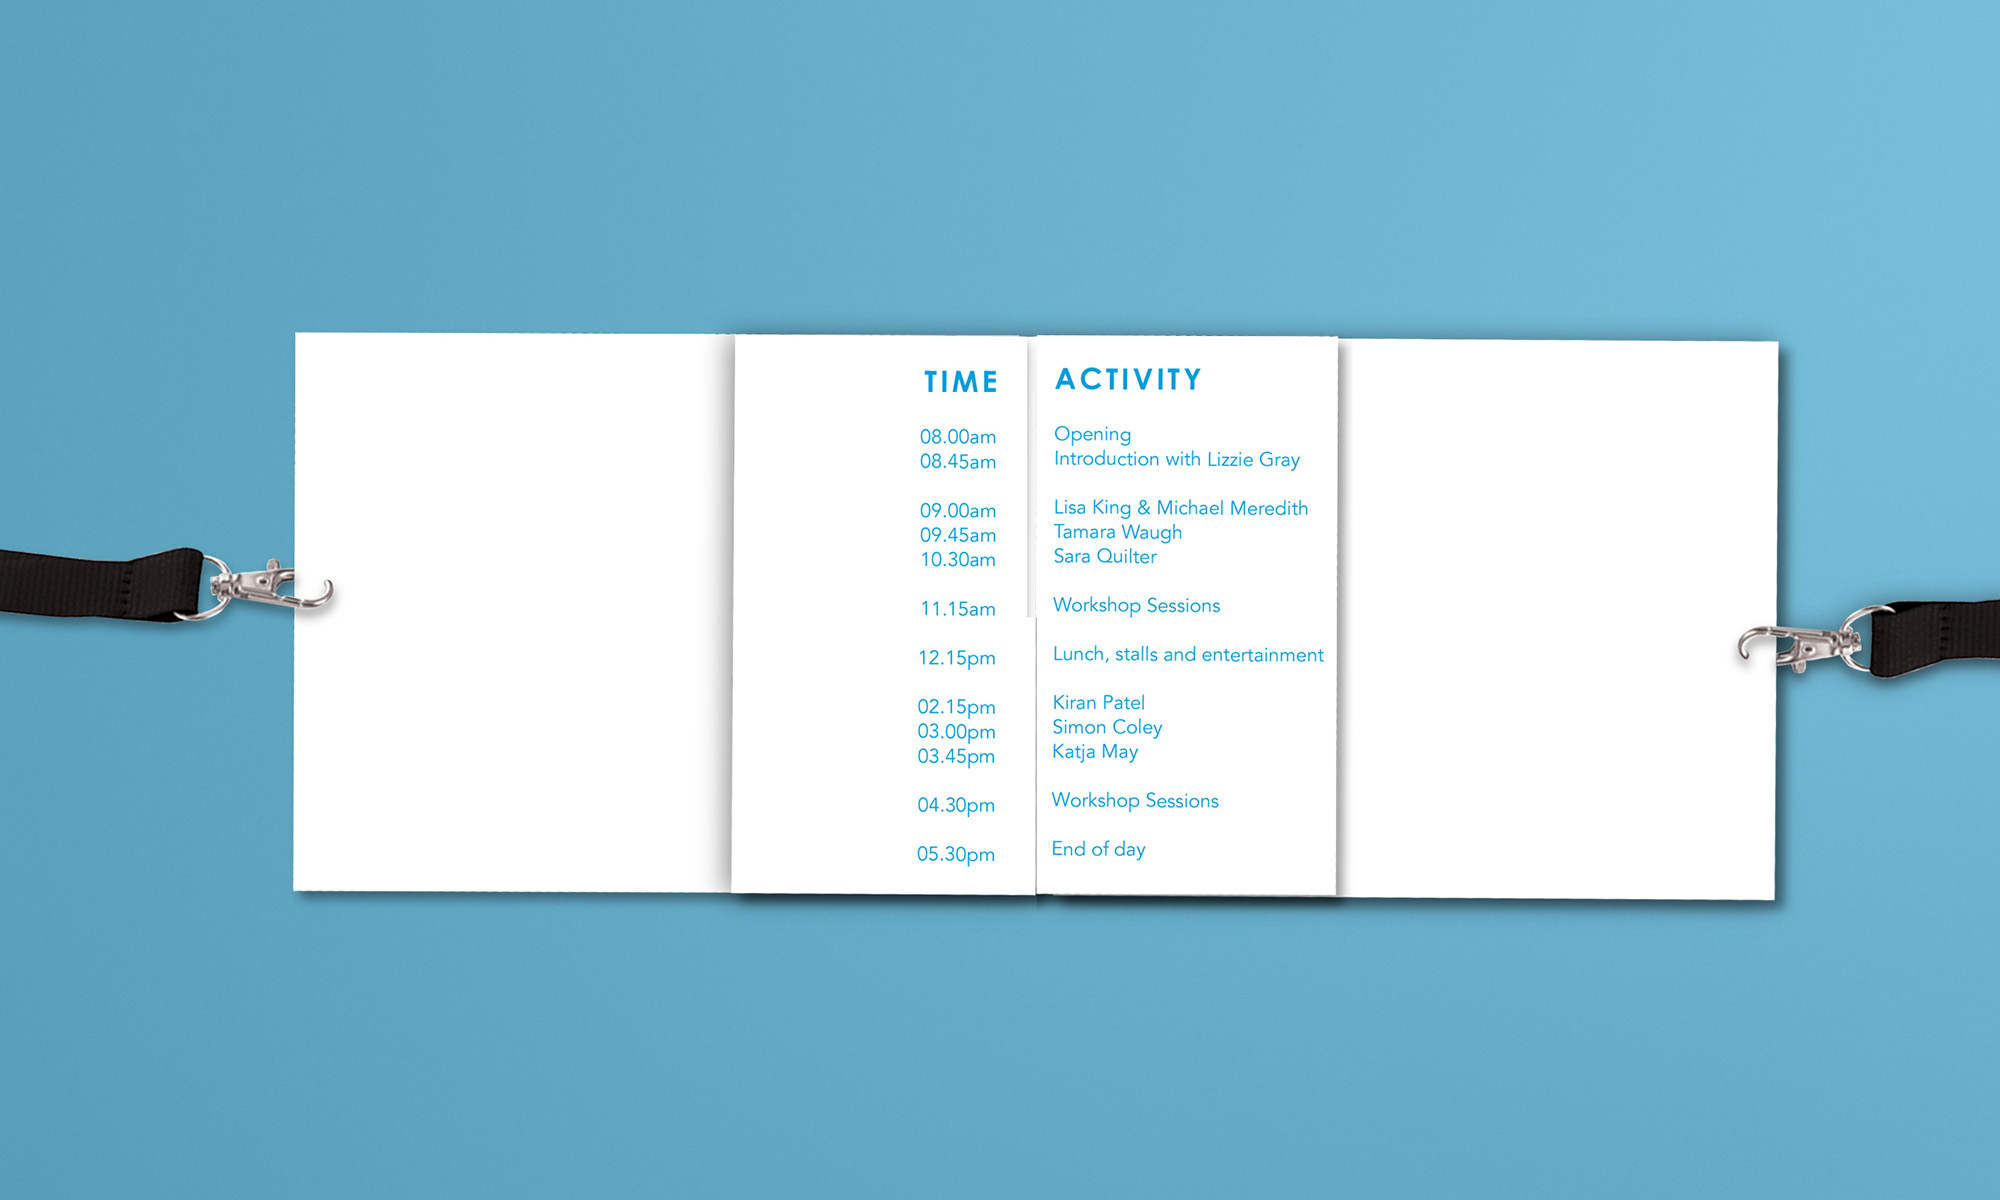 TIME ACTIVITY
08.00am Opening
08.45am Introduction with Lizzie Gray
09.00am Lisa King & Michael Meredith
09.45am Tamara Waugh
10.30am Sara Quilter
11.15am Workshop Sessions
12.15pm Lunch, stalls and entertainment
02.15pm Kiran Patel
03.00pm Simon Coley
03.45pm Katja May
04.30pm Workshop Sessions
05.30pm End of day